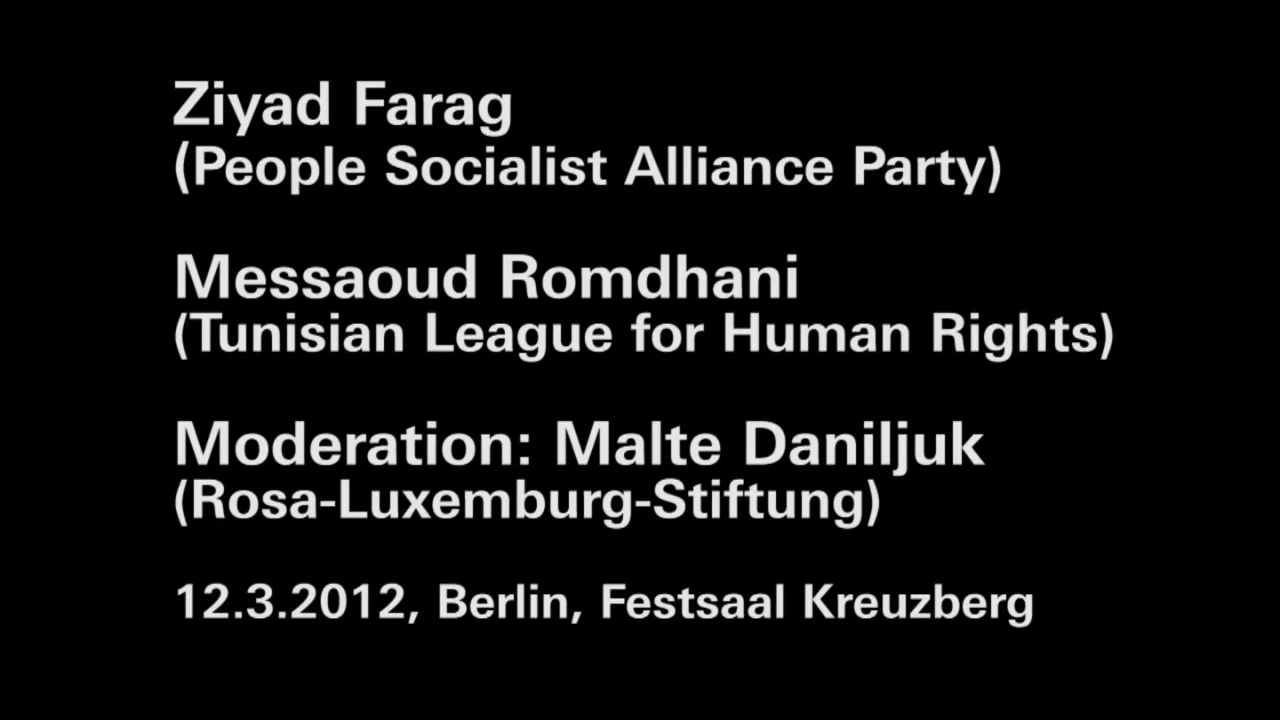 Ziyad Farag
(People Socialist Alliance Party)
Messaoud Romdhani
(Tunisian League for Human Rights)
Moderation: Malte Daniljuk
(Rosa-Luxemburg-Stiftung)
12.3.2012, Berlin, Festsaal Kreuzberg